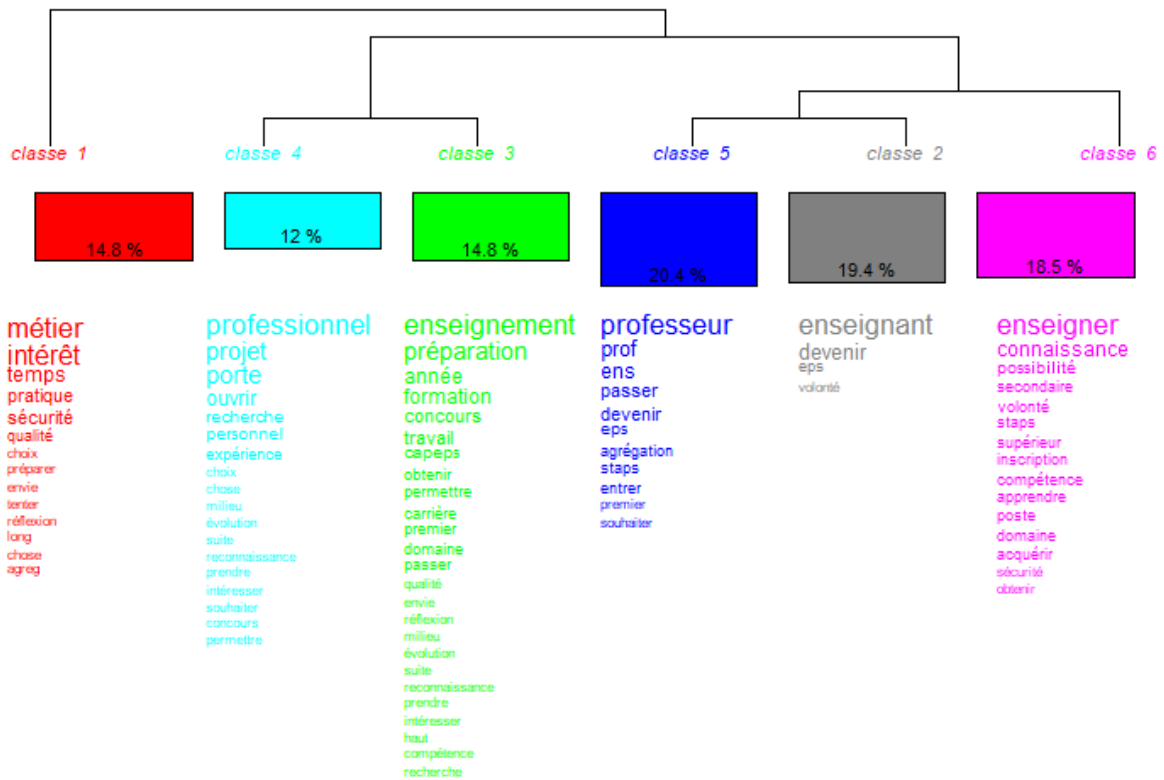 classe 1
classe 4
classe 3
classe 5
classe 2
classe 6
14.8 %
12 %
14.8 %
20.4 %
19.4 %
18.5 %
métier
intérêt
temps
pratique
sécurité
qualité
choix
préparer
envie
tenter
réflexion
long
chose
agreg
professionnel
projet
porte
ouvrir
recherche
personnel
expérience
choix
chose
milieu
évolution
suite
reconnaissance
prendre
intéresser
souhaiter
concours
permettre
enseignement
préparation
année
formation
concours
travail
capeps
obtenir
permettre
carrière
premier
domaine
passer
qualité
envie
réflexion
milieu
évolution
suite
reconnaissance
prendre
intéresser
haut
compétence
recherche
professeur
prof
ens
passer
devenir
eps
agrégation
staps
entrer
premier
souhaiter
enseignant
devenir
eps
volonté
enseigner
connaissance
possibilité
secondaire
volonté
staps
supérieur
inscription
compétence
apprendre
poste
domaine
acquérir
sécurité
obtenir